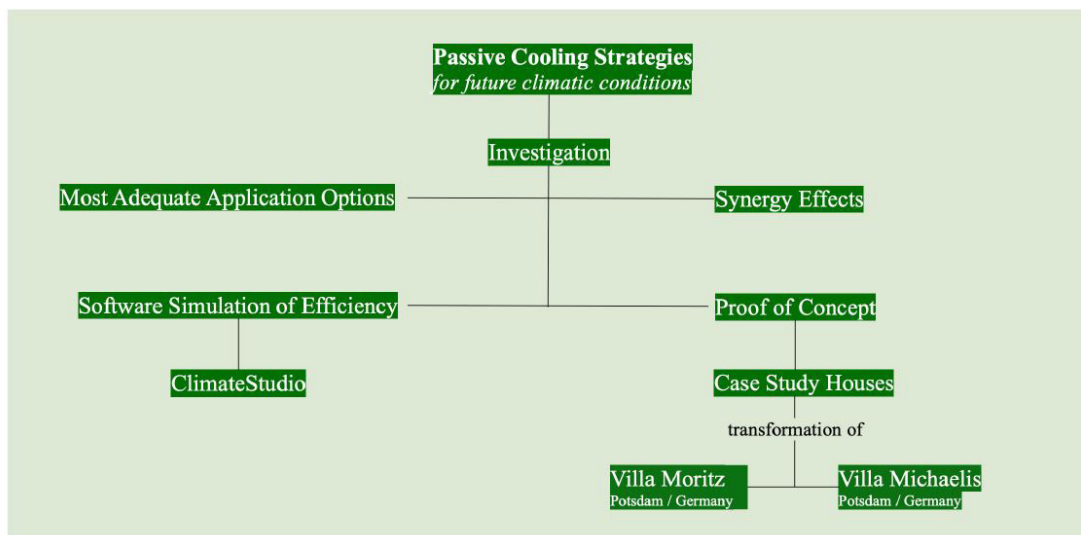 Passive Cooling Strategies
for future climatic conditions
Investigation
Most Adequate Application Options
Synergy Effects
Software Simulation of Efficiency
Proof of Concept
ClimateStudio
Case Study Houses
transformation of
Villa Moritz
Potsdam / Germany
Villa Michaelis
Potsdam / Germany